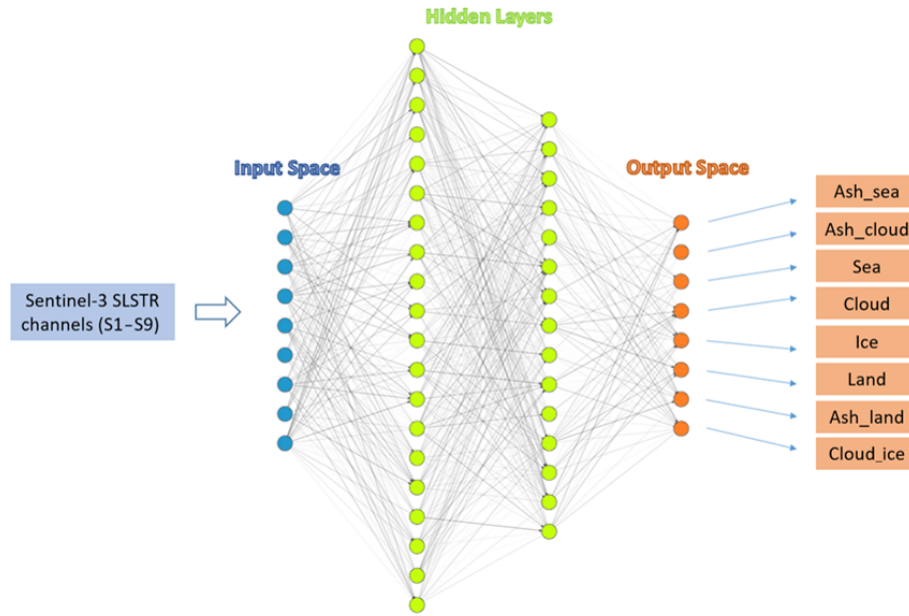 Hidden Layers
Input Space
Output Space
Sentinel-3 SLSTR
channels (S1–S9)
Ash_sea
Ash_cloud
Sea
Cloud
Ice
Land
Ash_land
Cloud_ice